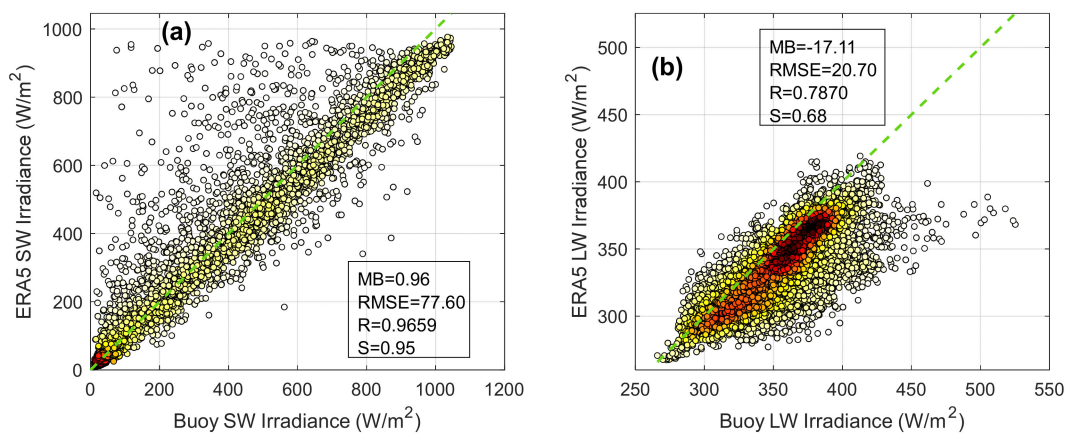 (a)
ERA5 SW Irradiance (W/m²)
1000
800
600
400
200
0
MB=0.96
RMSE=77.60
R=0.9659
S=0.95
0 200 400 600 800 1000 1200
Buoy SW Irradiance (W/m²)
(b)
ERA5 LW Irradiance (W/m²)
500
450
400
350
300
MB=-17.11
RMSE=20.70
R=0.7870
S=0.68
250 300 350 400 450 500 550
Buoy LW Irradiance (W/m²)